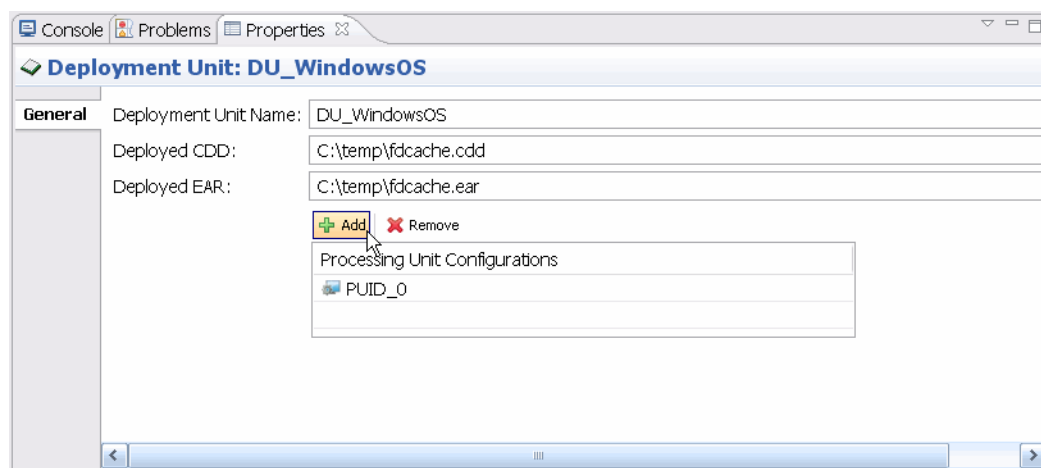 Console Problems Properties
Deployment Unit: DU_WindowsOS
General
Deployment Unit Name: DU_WindowsOS
Deployed CDD: C:\temp\fdcache.cdd
Deployed EAR: C:\temp\fdcache.ear
Add Remove
Processing Unit Configurations
PUID_0